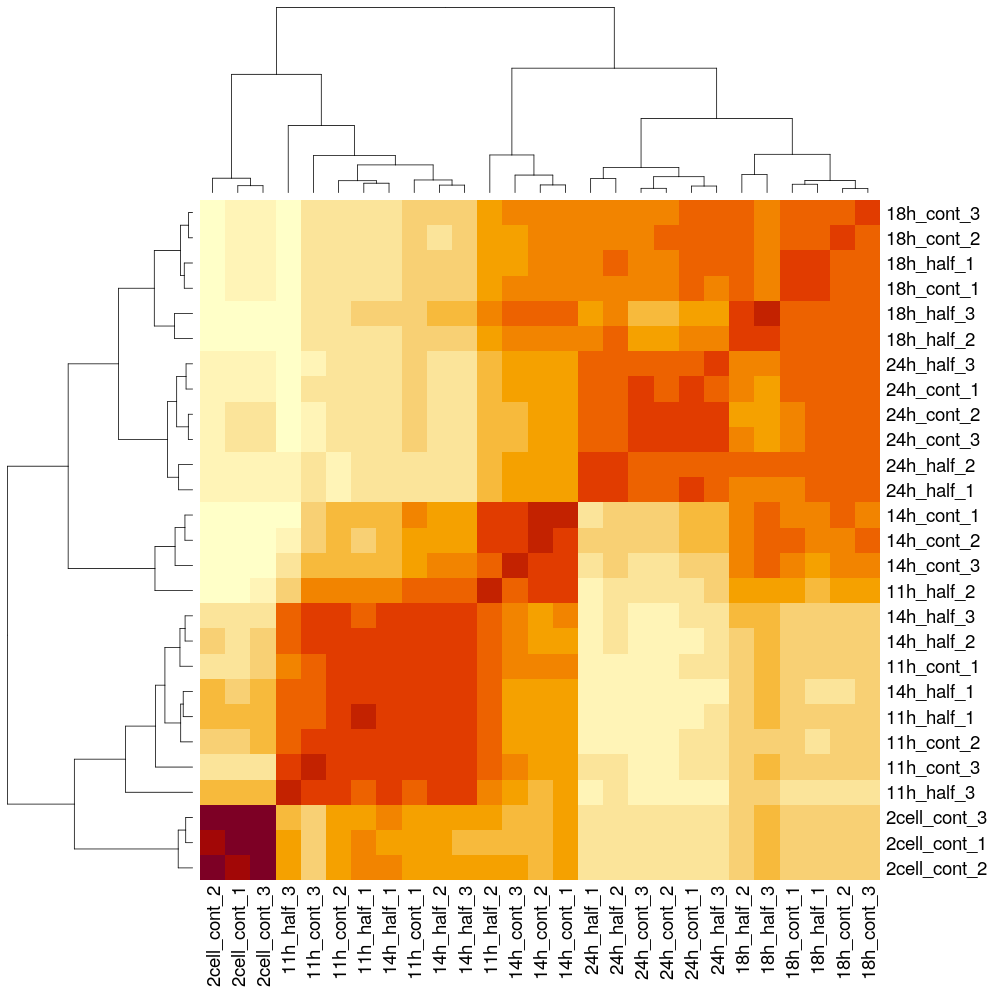 18h_cont_3
18h_cont_2
18h_half_1
18h_cont_1
18h_half_3
18h_half_2
24h_half_3
24h_cont_1
24h_cont_2
24h_cont_3
24h_half_2
24h_half_1
14h_cont_1
14h_cont_2
14h_cont_3
11h_half_2
14h_half_3
14h_half_2
11h_cont_1
14h_half_1
11h_half_1
11h_cont_2
11h_cont_3
11h_half_3
2cell_cont_3
2cell_cont_1
2cell_cont_2
2cell_cont_2
2cell_cont_1
2cell_cont_3
11h_half_3
11h_cont_3
11h_cont_2
11h_half_1
14h_half_1
11h_cont_1
14h_half_2
14h_half_3
11h_half_2
14h_cont_3
14h_cont_2
14h_cont_1
24h_half_1
24h_half_2
24h_cont_3
24h_cont_2
24h_cont_1
24h_half_3
18h_half_2
18h_half_3
18h_cont_1
18h_half_1
18h_cont_2
18h_cont_3